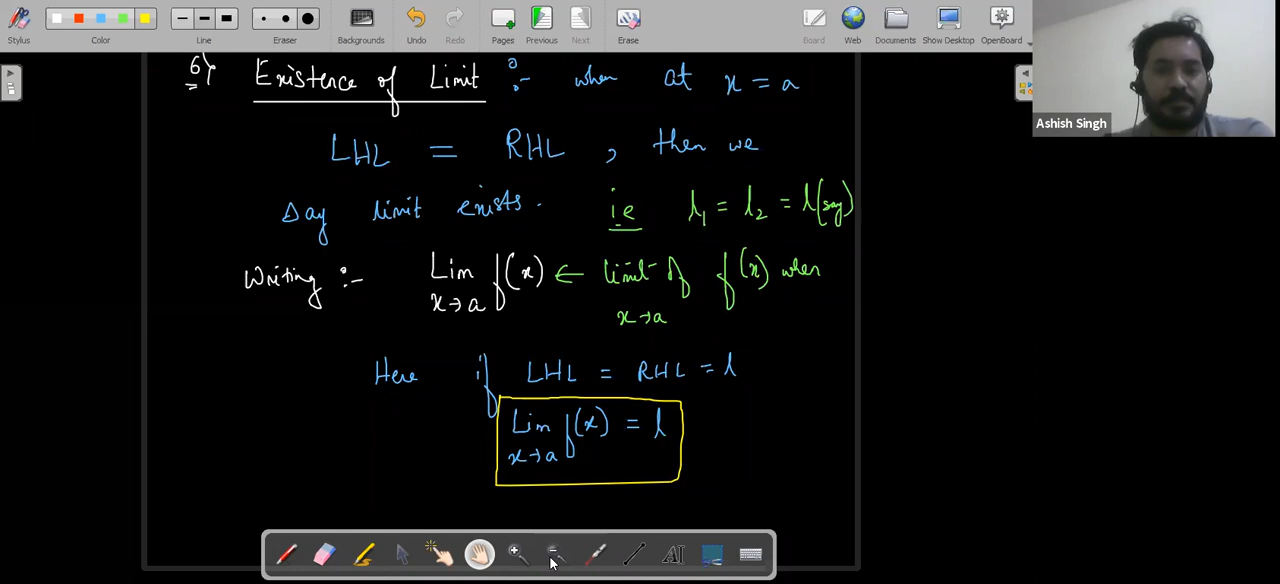 Stylus
Color
Line
Eraser
Backgrounds
Undo
Redo
Pages
Previous
Next
Erase
Board
Web
Documents
Show Desktop
OpenBoard
Ashish Singh
6) Existence of Limit :- when at x = a
LHL = RHL , then we
say limit exists. ie l₁ = l₂ = l (say)
Writing :- Lim f(x) ← limit of f(x) when
x→a x→a
Here if LHL = RHL = l
Lim f(x) = l
x→a
AI